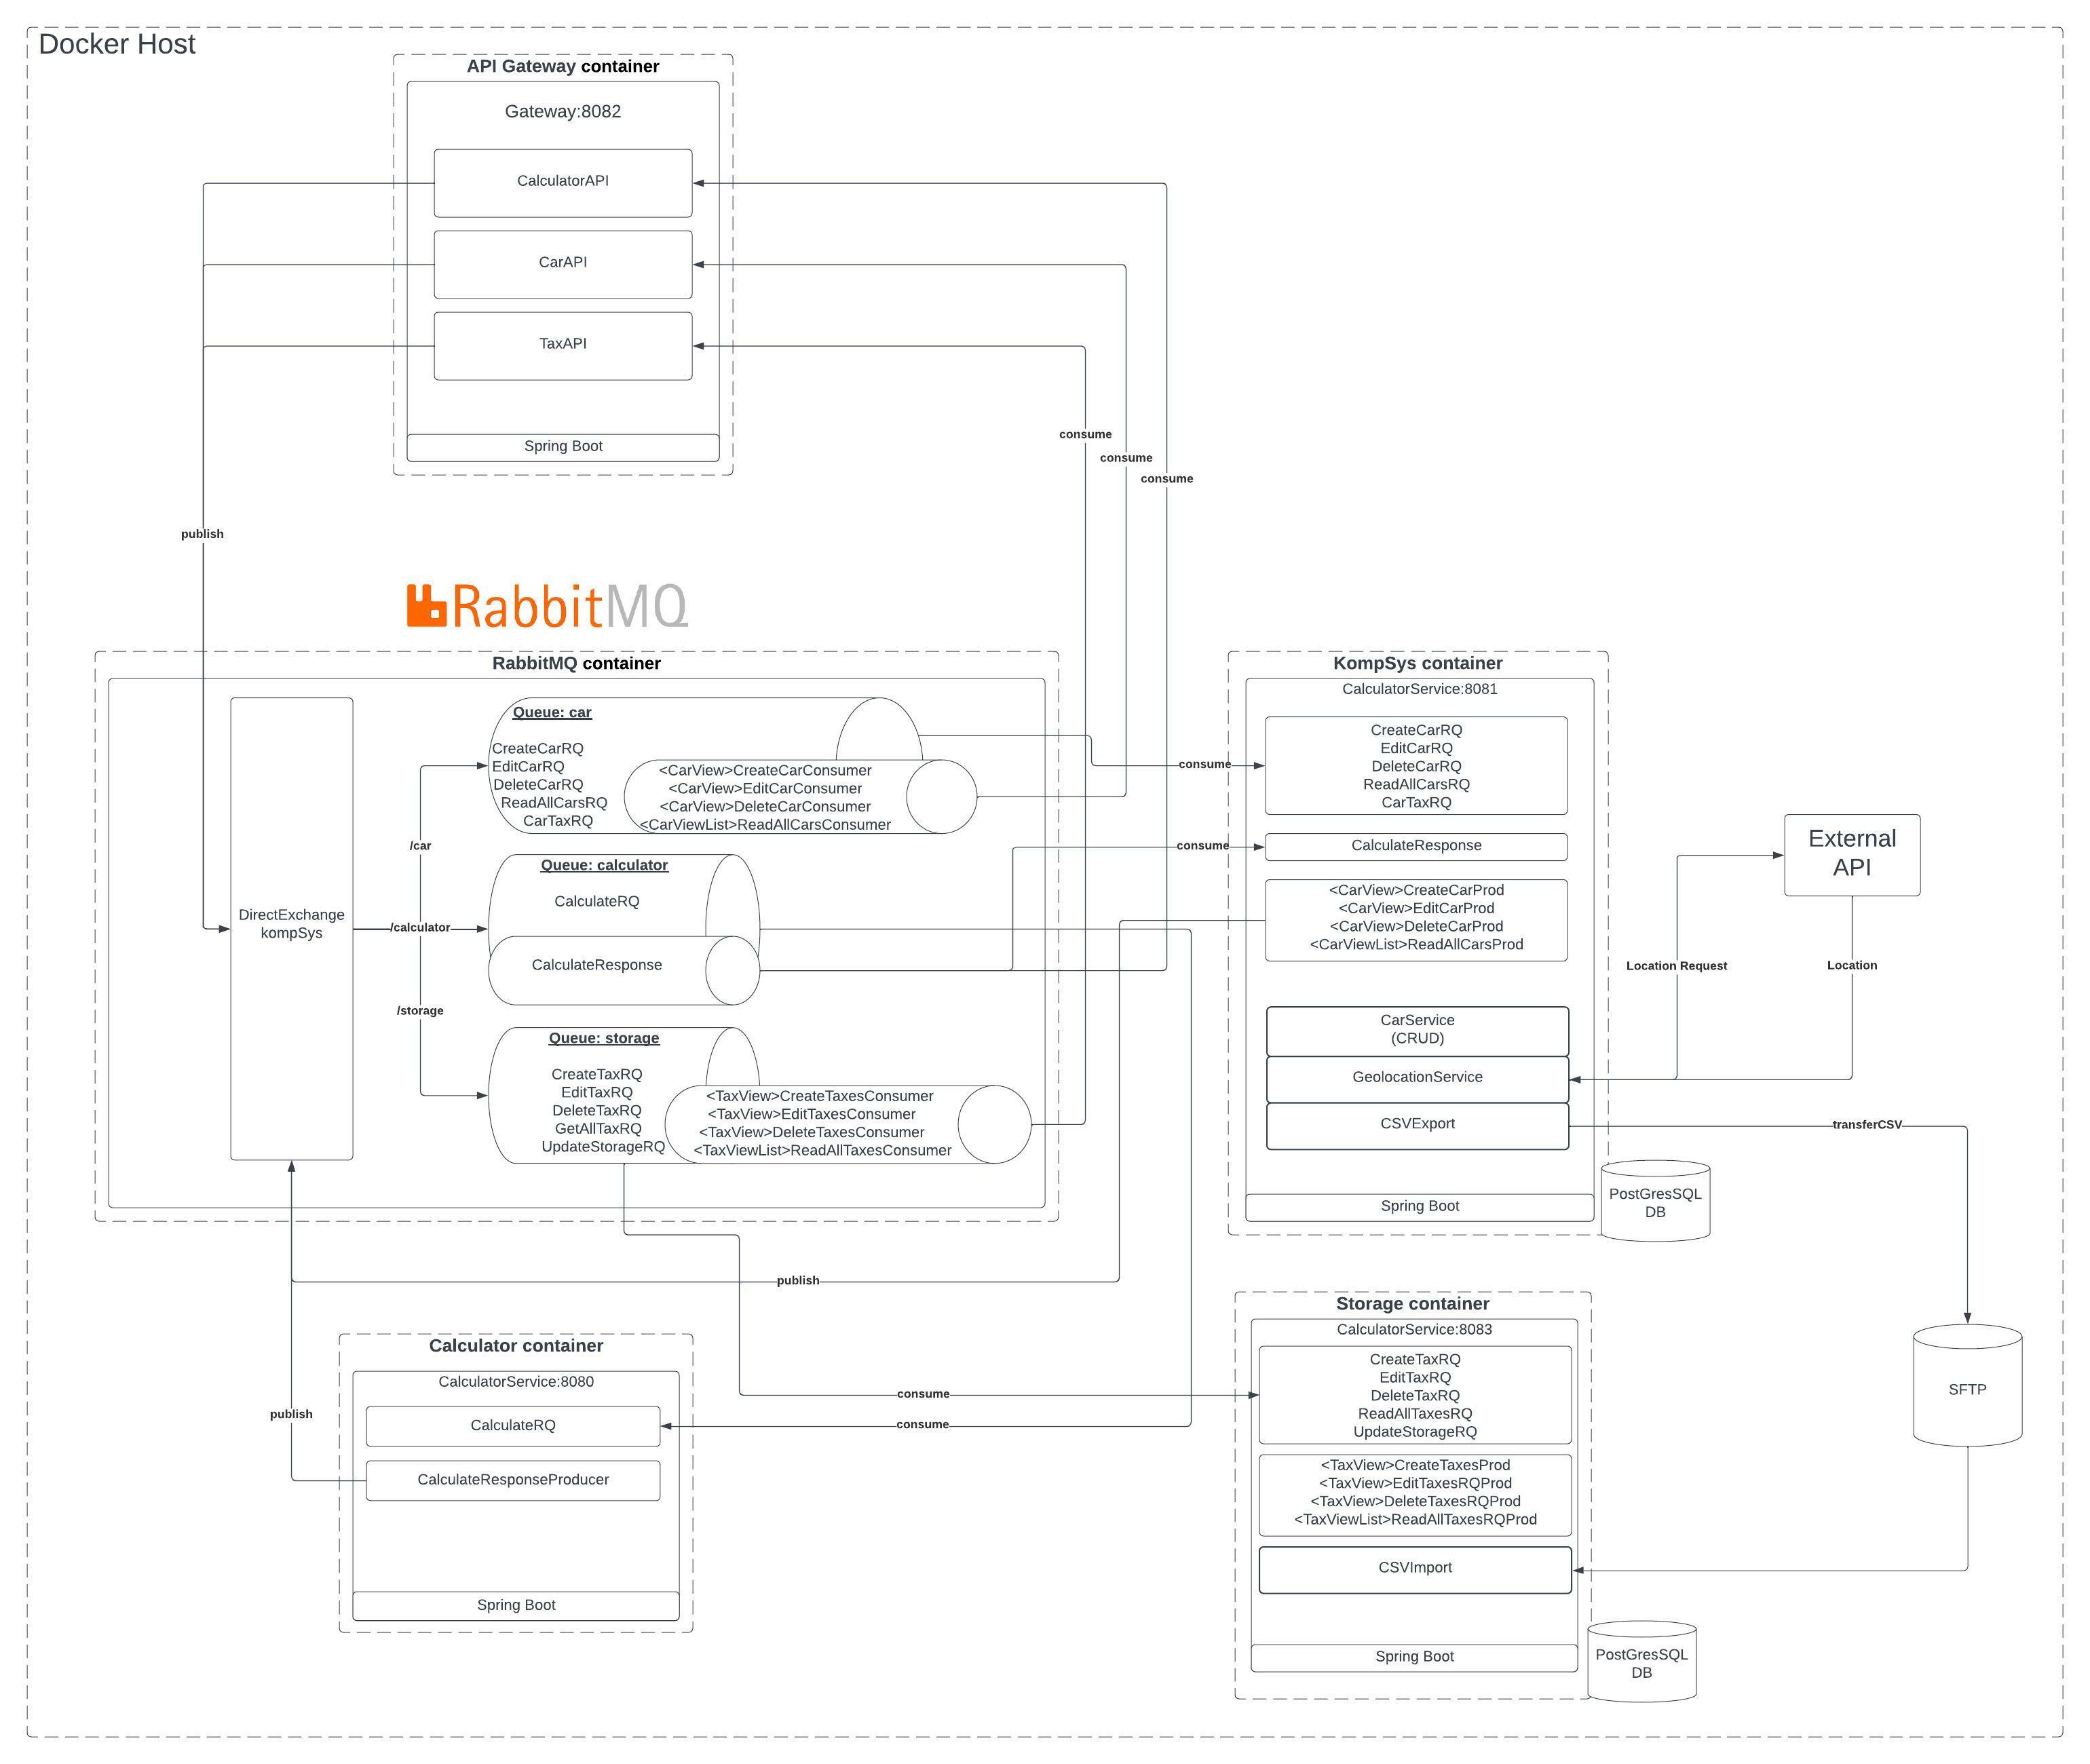 Docker Host
API Gateway container
Gateway:8082
CalculatorAPI
CarAPI
TaxAPI
Spring Boot
consume
consume
consume
publish
RabbitMQ
RabbitMQ container
DirectExchange
kompSys
/car
/calculator
/storage
Queue: car
CreateCarRQ
EditCarRQ
DeleteCarRQ
ReadAllCarsRQ
CarTaxRQ
<CarView>CreateCarConsumer
<CarView>EditCarConsumer
<CarView>DeleteCarConsumer
<CarViewList>ReadAllCarsConsumer
Queue: calculator
CalculateRQ
CalculateResponse
Queue: storage
CreateTaxRQ
EditTaxRQ
DeleteTaxRQ
GetAllTaxRQ
UpdateStorageRQ
<TaxView>CreateTaxesConsumer
<TaxView>EditTaxesConsumer
<TaxView>DeleteTaxesConsumer
<TaxViewList>ReadAllTaxesConsumer
consume
consume
KompSys container
CalculatorService:8081
CreateCarRQ
EditCarRQ
DeleteCarRQ
ReadAllCarsRQ
CarTaxRQ
CalculateResponse
<CarView>CreateCarProd
<CarView>EditCarProd
<CarView>DeleteCarProd
<CarViewList>ReadAllCarsProd
CarService
(CRUD)
GeolocationService
CSVExport
Spring Boot
PostGresSQL
DB
External
API
Location Request
Location
transferCSV
SFTP
publish
publish
consume
consume
Calculator container
CalculatorService:8080
CalculateRQ
CalculateResponseProducer
Spring Boot
Storage container
CalculatorService:8083
CreateTaxRQ
EditTaxRQ
DeleteTaxRQ
ReadAllTaxesRQ
UpdateStorageRQ
<TaxView>CreateTaxesProd
<TaxView>EditTaxesRQProd
<TaxView>DeleteTaxesRQProd
<TaxViewList>ReadAllTaxesRQProd
CSVImport
Spring Boot
PostGresSQL
DB